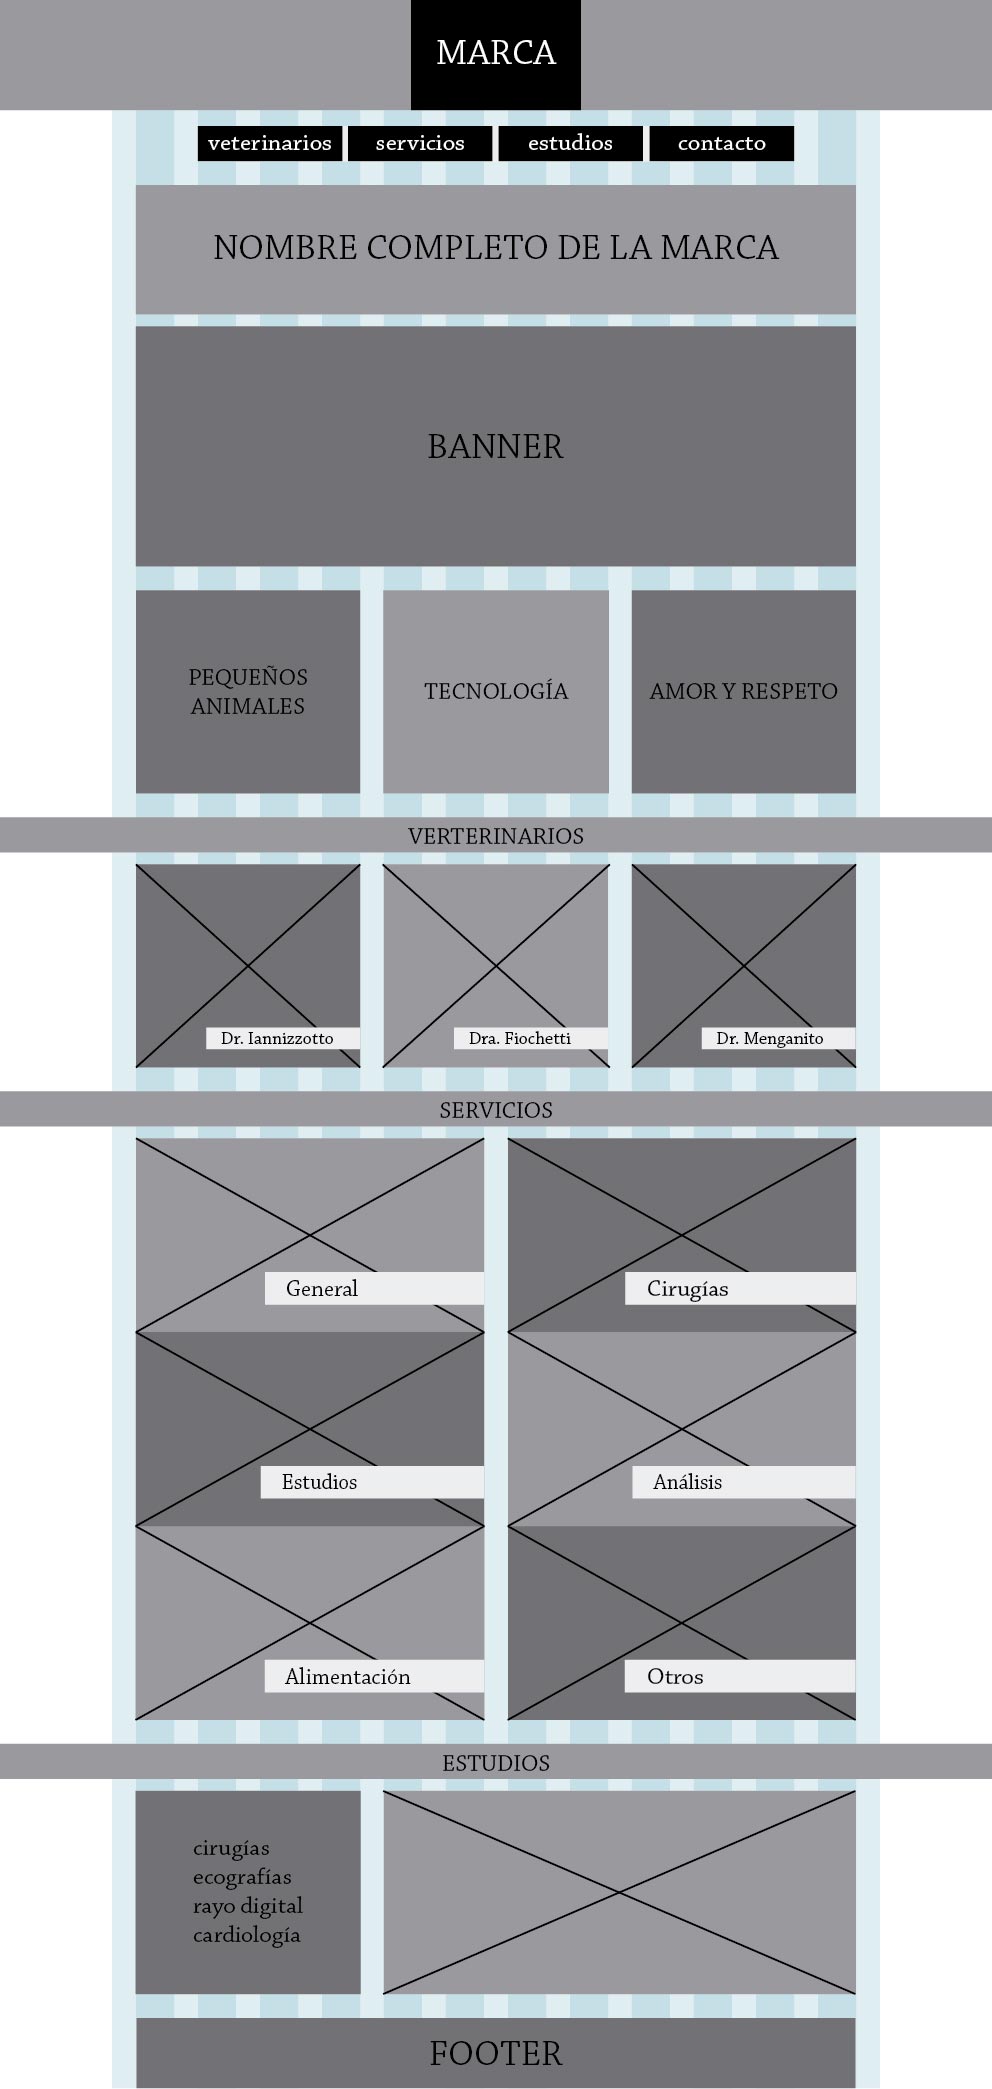 MARCA
veterinarios
servicios
estudios
contacto
NOMBRE COMPLETO DE LA MARCA
BANNER
PEQUEÑOS
ANIMALES
TECNOLOGÍA
AMOR Y RESPETO
VERTERINARIOS
Dr. Iannizzotto
Dra. Fiochetti
Dr. Menganito
SERVICIOS
General
Cirugías
Estudios
Análisis
Alimentación
Otros
ESTUDIOS
cirugías
ecografías
rayo digital
cardiología
FOOTER